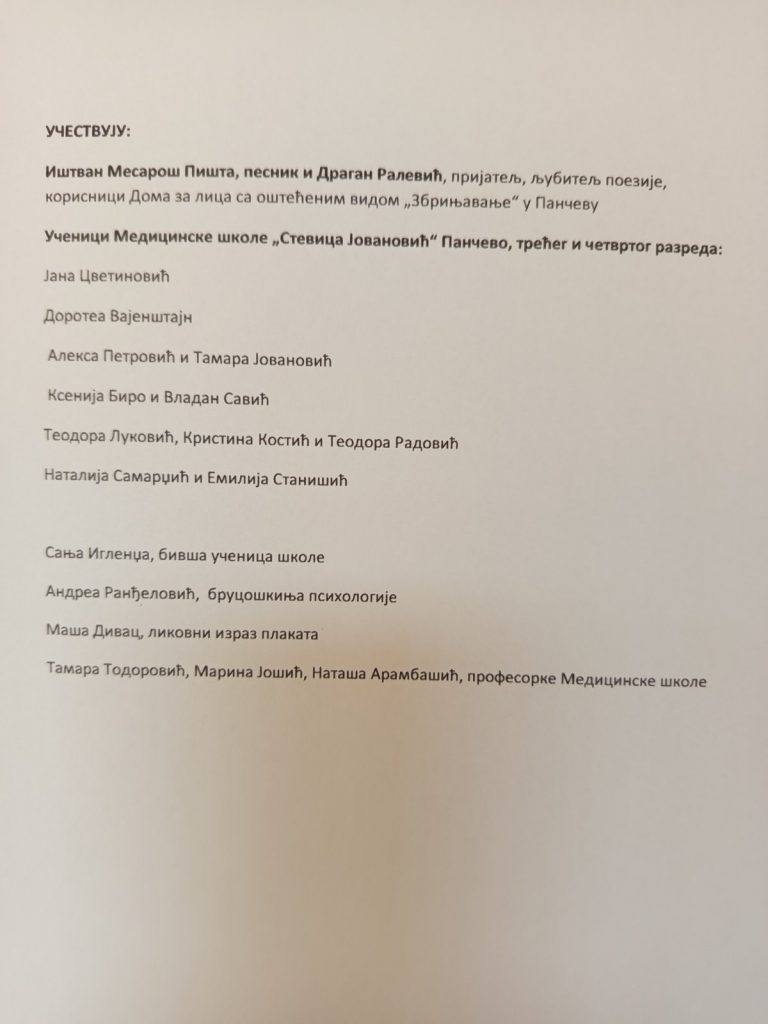 УЧЕСТВУЈУ:
Иштван Месарош Пишта, песник и Драган Ралевић, пријатељ, љубитељ поезије,
корисници Дома за лица са оштећеним видом „Збрињавање“ у Панчеву
Ученици Медицинске школе „Стевица Јовановић“ Панчево, трећег и четвртог разреда:
Јана Цветиновић
Доротеа Вајенштајн
Алекса Петровић и Тамара Јовановић
Ксенија Биро и Владан Савић
Теодора Луковић, Кристина Костић и Теодора Радовић
Наталија Самарџић и Емилија Станишић
Сања Игленџа, бивша ученица школе
Андреа Ранђеловић, бруцошкиња психологије
Маша Дивац, ликовни израз плаката
Тамара Тодоровић, Марина Јошић, Наташа Арамбашић, професорке Медицинске школе